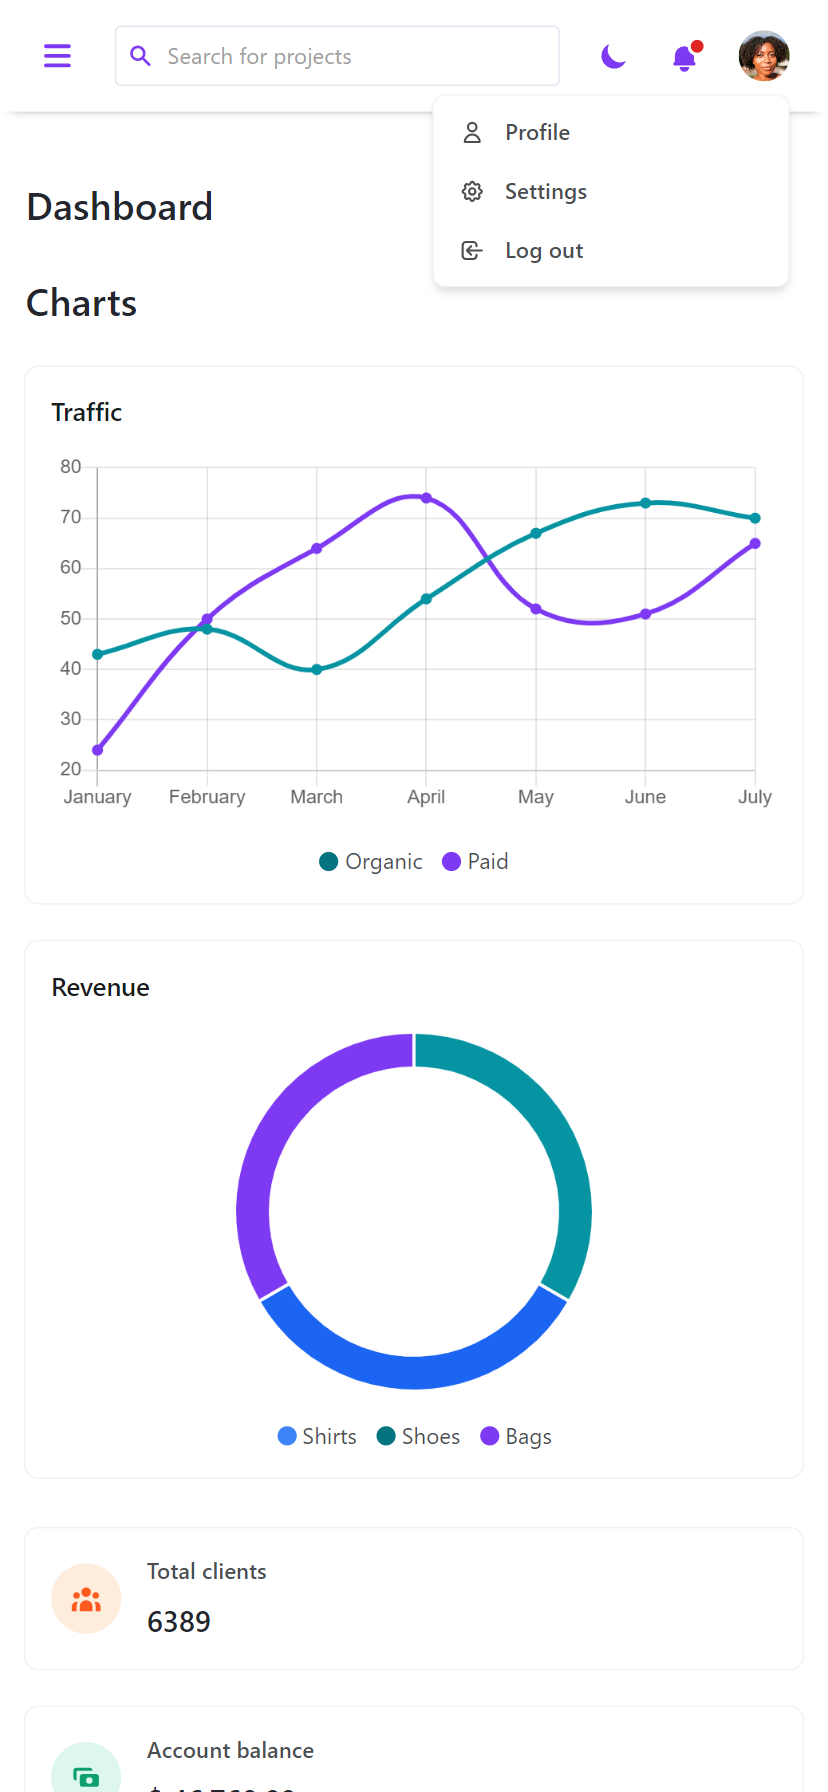 Search for projects
Profile
Settings
Log out
Dashboard
Charts
Traffic
80
70
60
50
40
30
20
January February March April May June July
Organic Paid
Revenue
Shirts Shoes Bags
Total clients
6389
Account balance